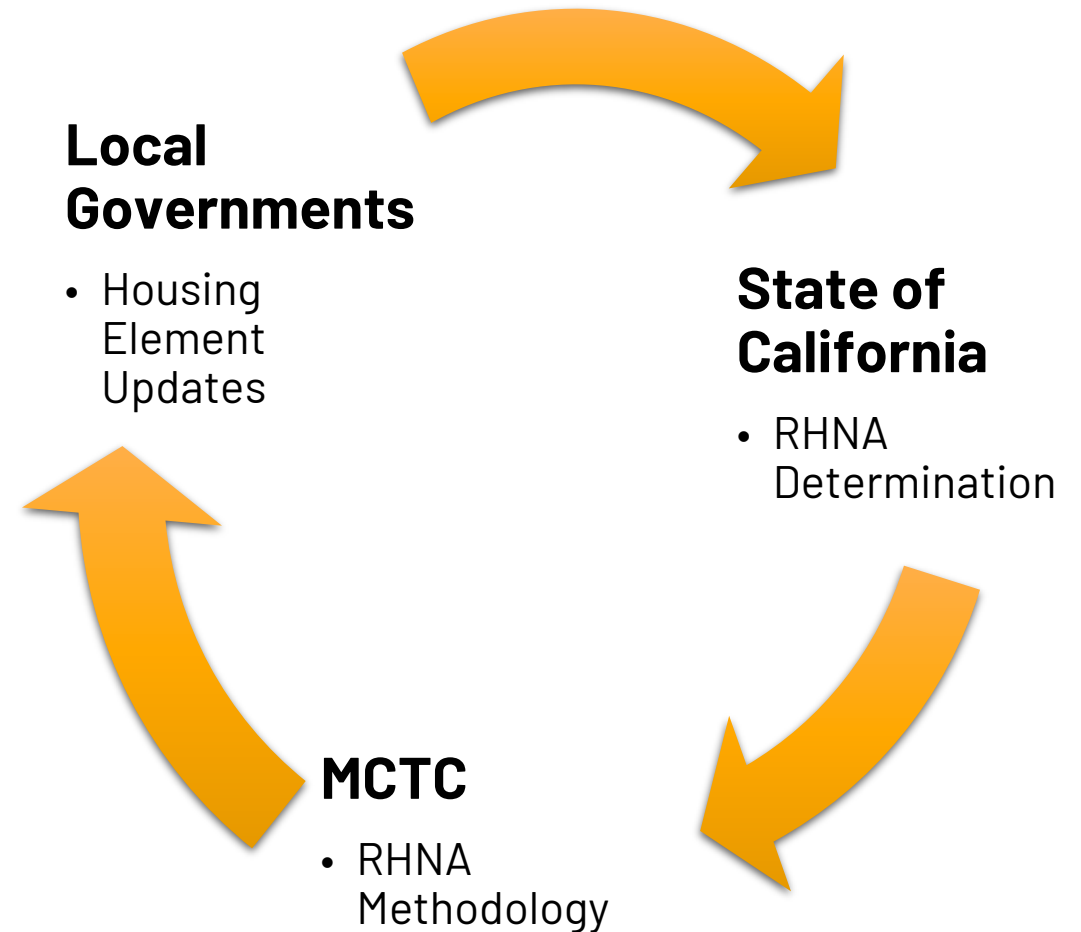 Local
Governments
• Housing
Element
Updates
State of
California
• RHNA
Determination
MCTC
• RHNA
Methodology